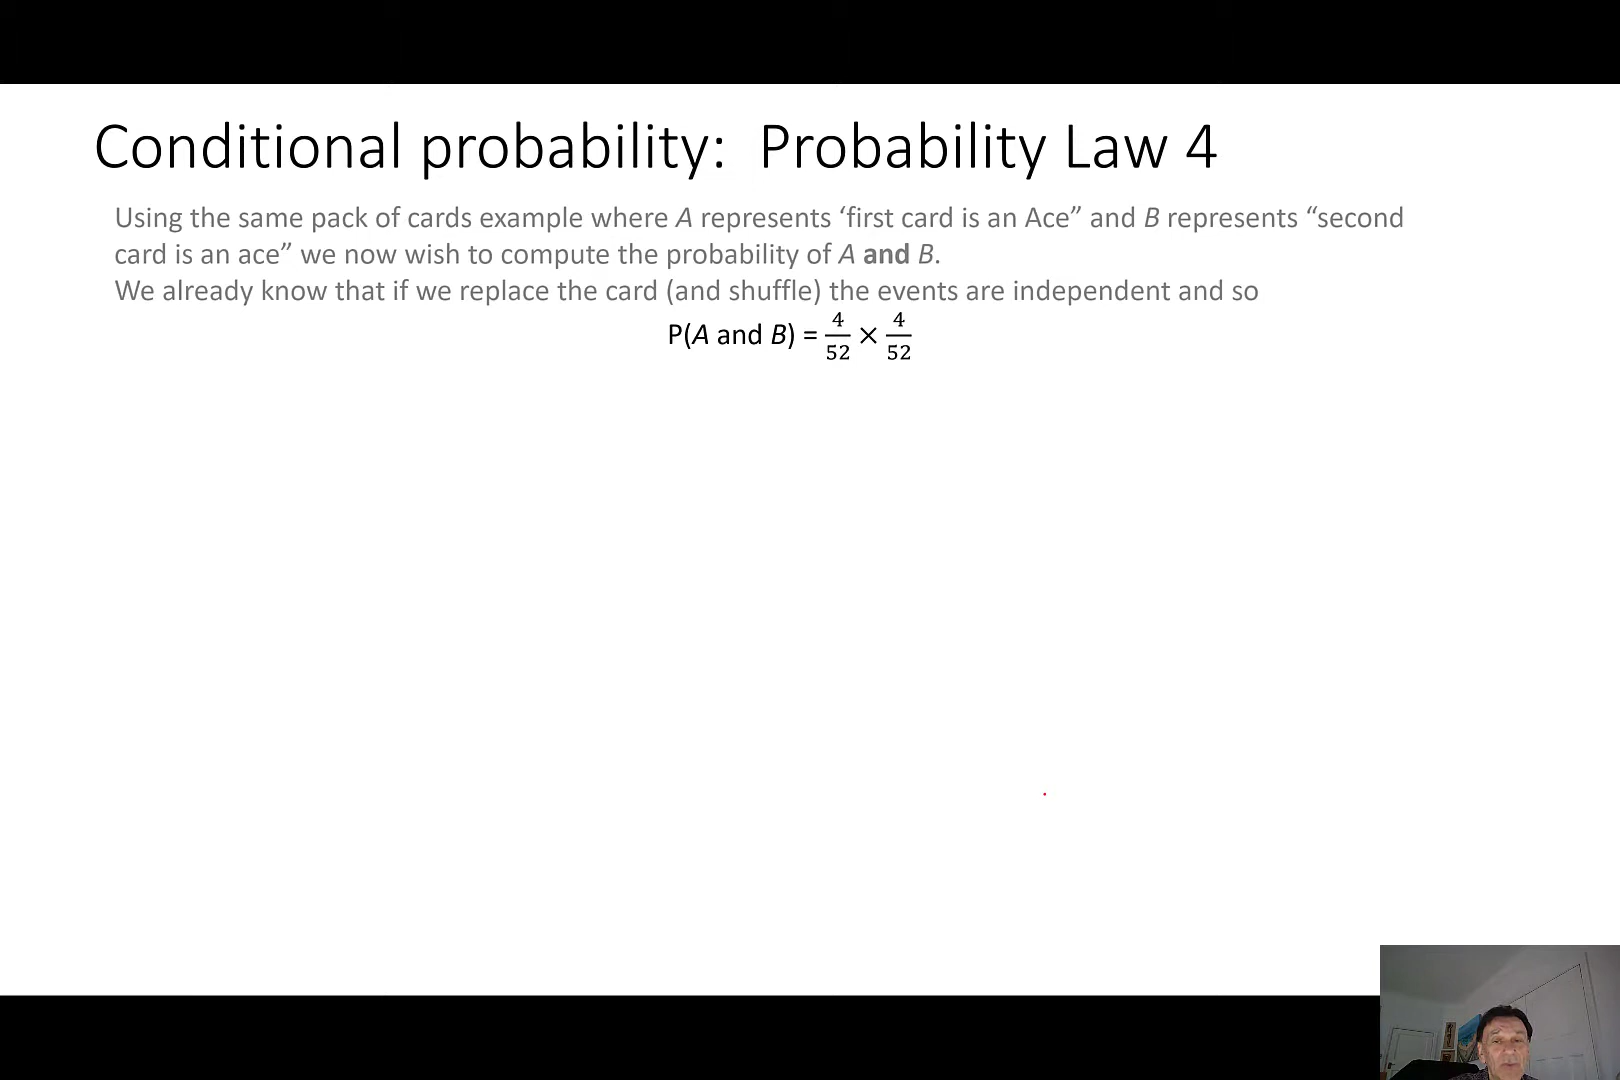 Conditional probability:  Probability Law 4
Using the same pack of cards example where A represents ‘first card is an Ace” and B represents “second
card is an ace” we now wish to compute the probability of A and B.
We already know that if we replace the card (and shuffle) the events are independent and so
P(A and B) = 4/52 × 4/52